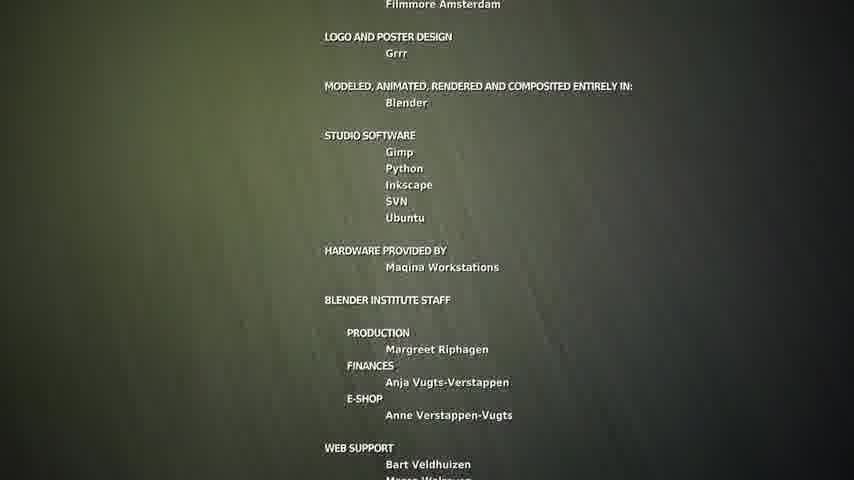 Filmmore Amsterdam
LOGO AND POSTER DESIGN
Grrr
MODELED, ANIMATED, RENDERED AND COMPOSITED ENTIRELY IN:
Blender
STUDIO SOFTWARE
Gimp
Python
Inkscape
SVN
Ubuntu
HARDWARE PROVIDED BY
Maqina Workstations
BLENDER INSTITUTE STAFF
PRODUCTION
Margreet Riphagen
FINANCES
Anja Vugts-Verstappen
E-SHOP
Anne Verstappen-Vugts
WEB SUPPORT
Bart Veldhuizen